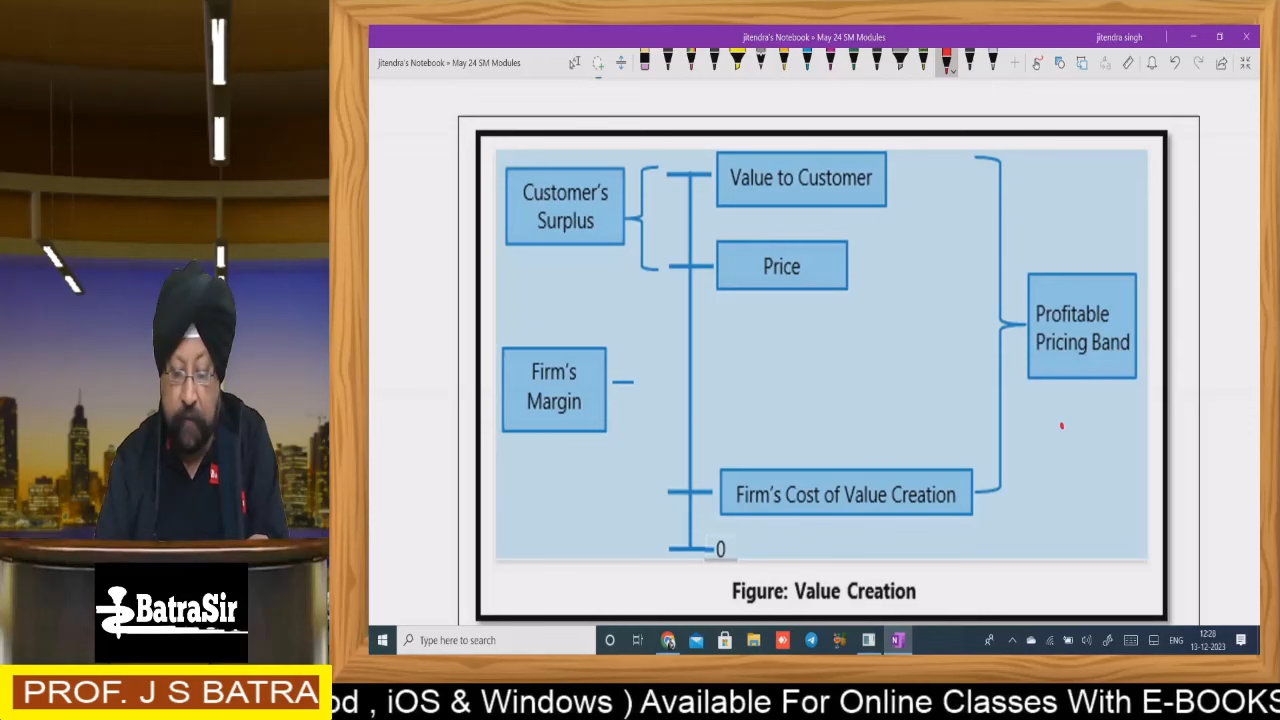 jitendra's Notebook » May 24 SM Modules
jitendra singh
jitendra's Notebook » May 24 SM Modules
Customer's
Surplus
Value to Customer
Price
Profitable
Pricing Band
Firm's
Margin
Firm's Cost of Value Creation
0
Figure: Value Creation
BatraSir
Type here to search
ENG
12:28
13-12-2023
PROF. J S BATRA
od , iOS & Windows ) Available For Online Classes With E-BOOKS